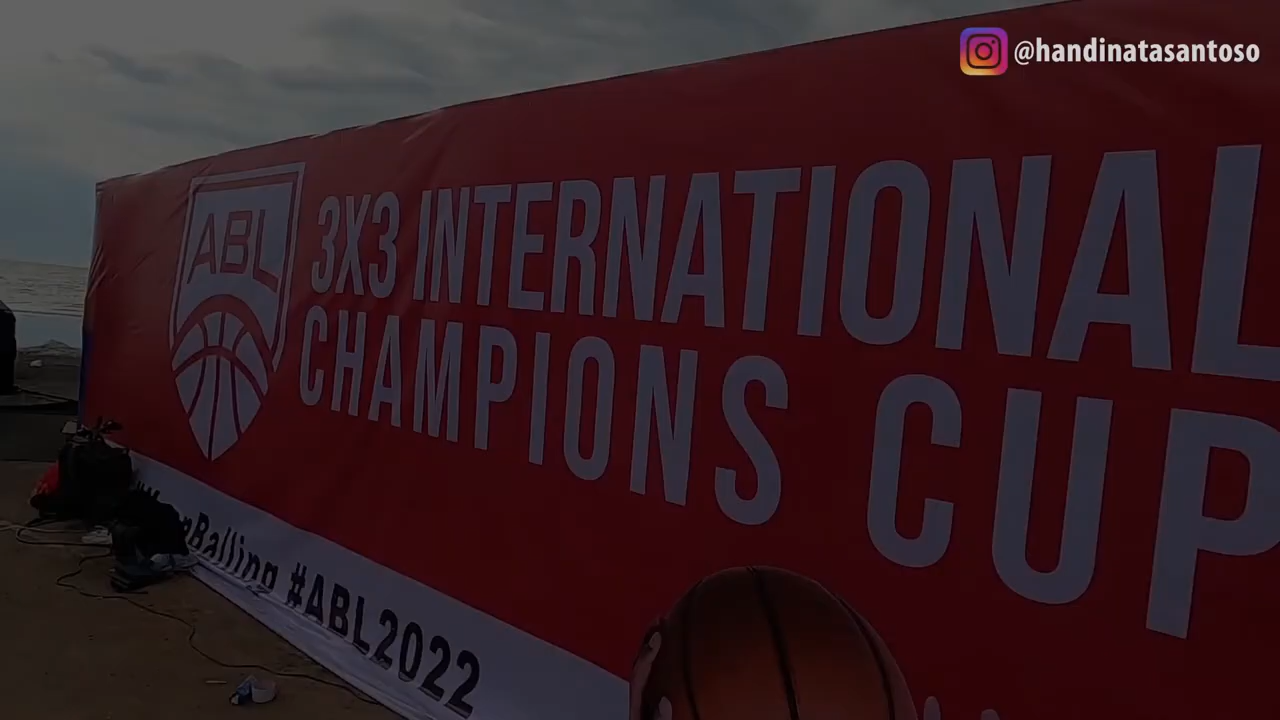 @handinatasantoso
ABL
3X3 INTERNATIONAL
CHAMPIONS CUP
#ABL2022